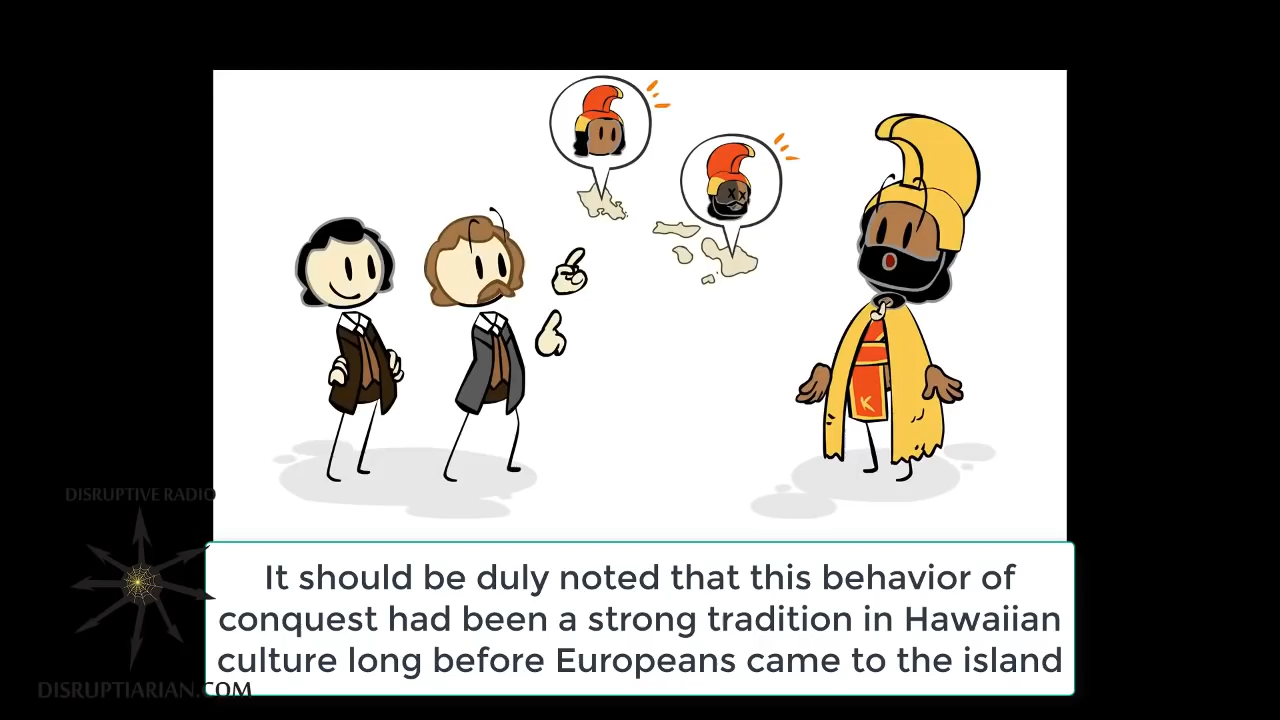 K
DISRUPTIVE RADIO
It should be duly noted that this behavior of
conquest had been a strong tradition in Hawaiian
culture long before Europeans came to the island
DISRUPTIARIAN.COM